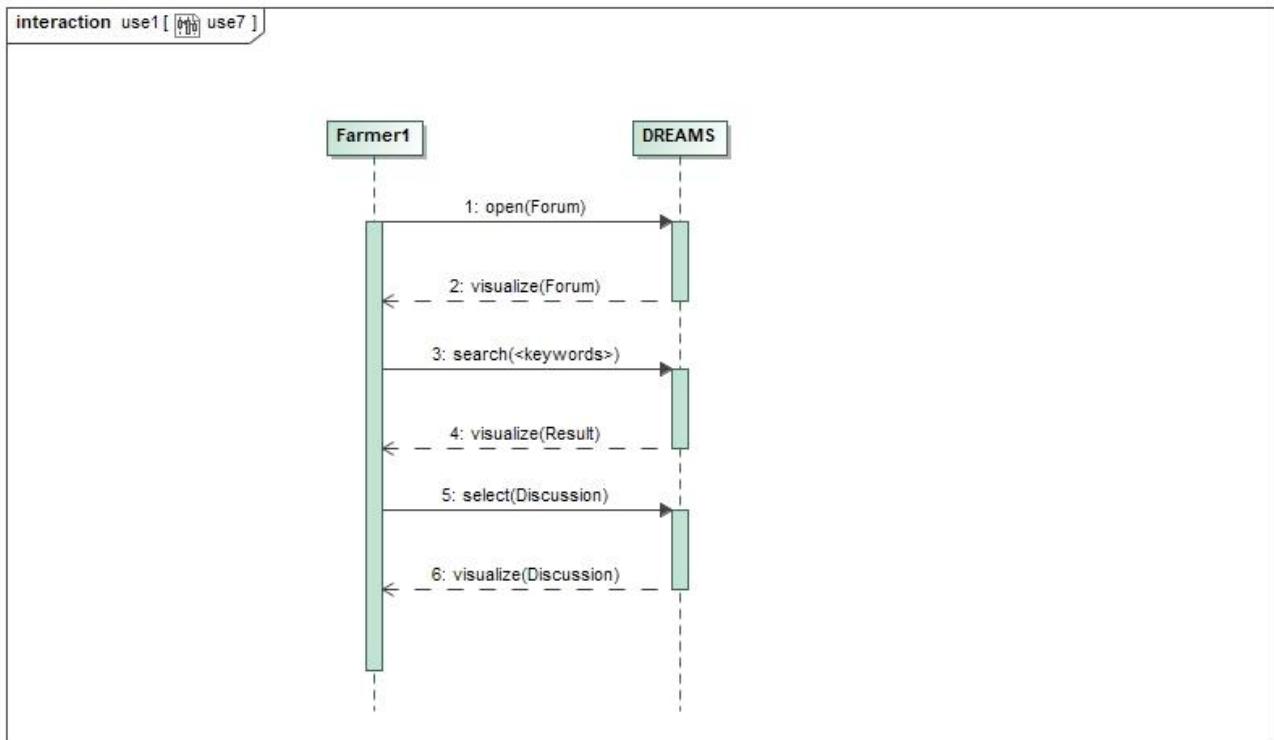 interaction use1 [ use7 ]
Farmer1 DREAMS
1: open(Forum)
2: visualize(Forum)
3: search(<keywords>)
4: visualize(Result)
5: select(Discussion)
6: visualize(Discussion)